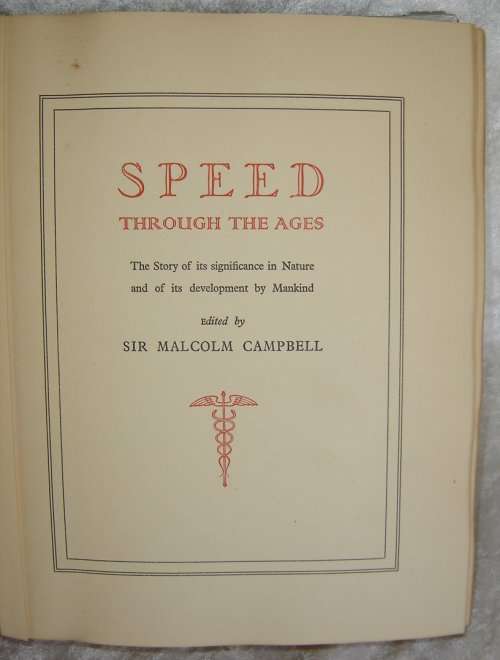 SPEED
THROUGH THE AGES
The Story of its significance in Nature
and of its development by Mankind
Edited by
SIR MALCOLM CAMPBELL